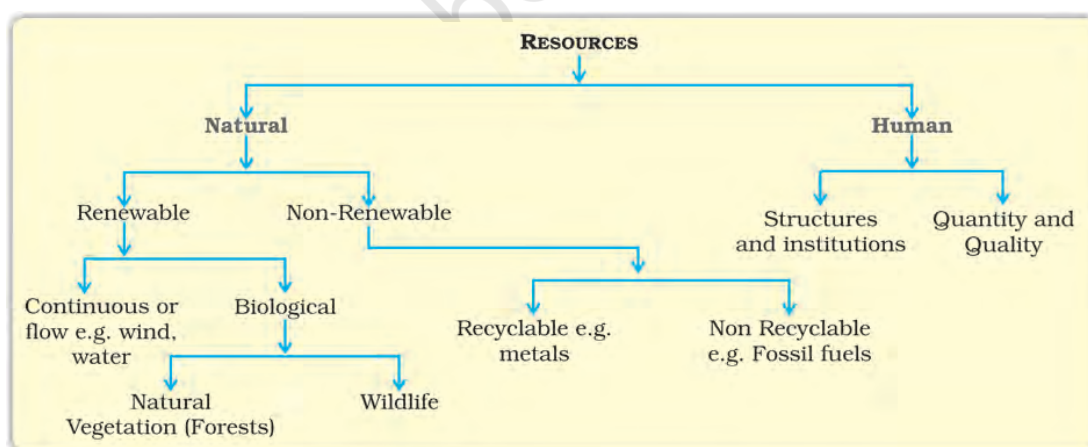 RESOURCES
Natural
Human
Renewable
Non-Renewable
Structures
and institutions
Quantity and
Quality
Continuous or
flow e.g. wind,
water
Biological
Recyclable e.g.
metals
Non Recyclable
e.g. Fossil fuels
Natural
Vegetation (Forests)
Wildlife